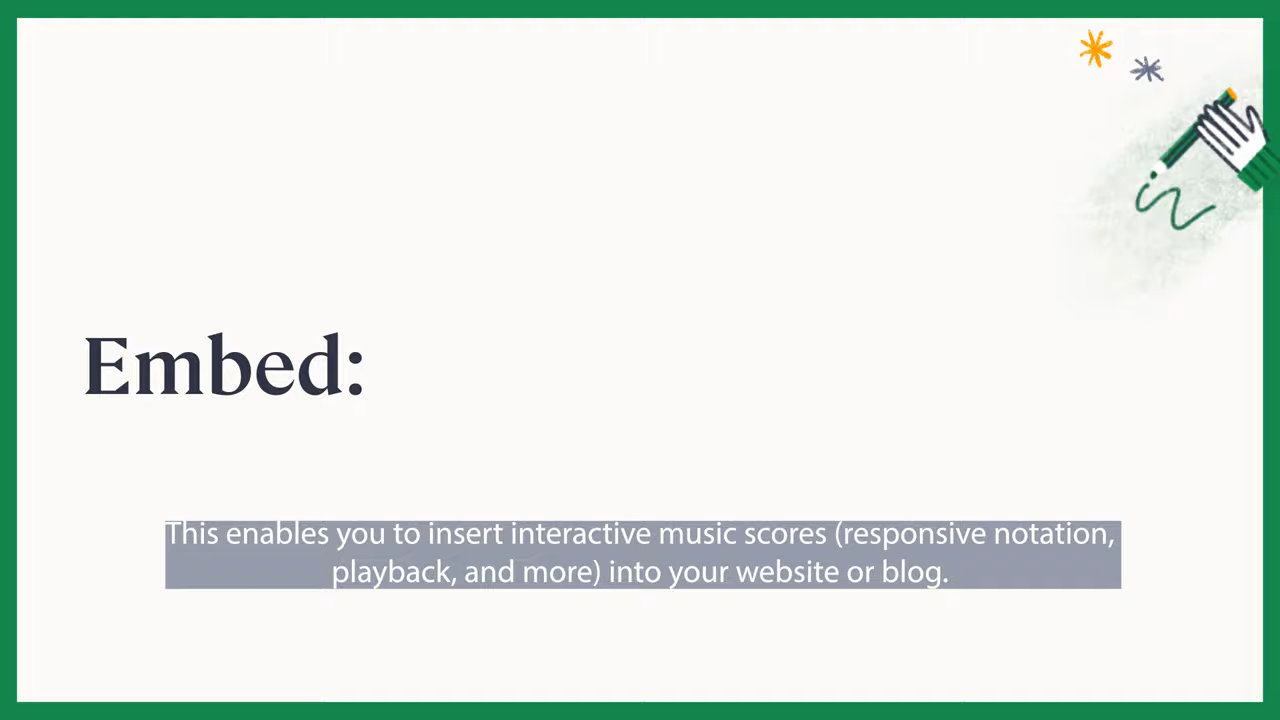 Embed:
This enables you to insert interactive music scores (responsive notation,
playback, and more) into your website or blog.